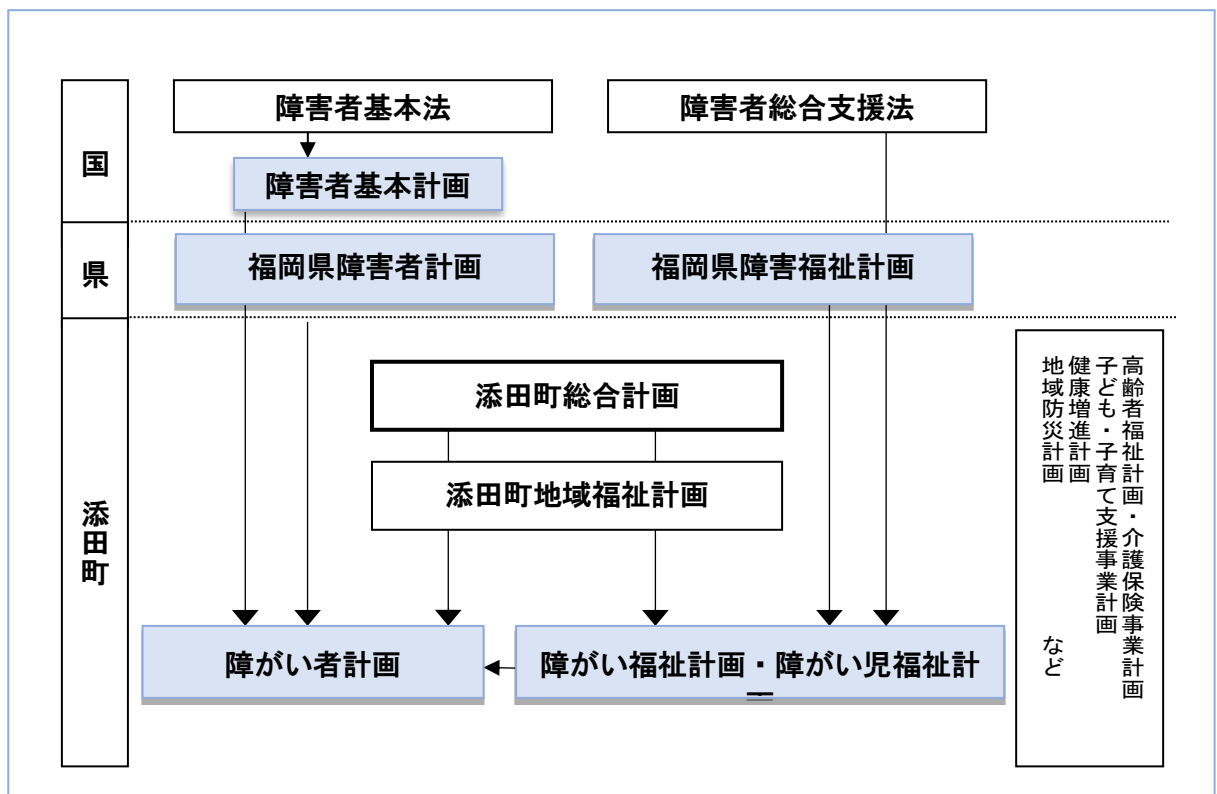 国
障害者基本法
障害者総合支援法
障害者基本計画
県
福岡県障害者計画
福岡県障害福祉計画
添田町
添田町総合計画
添田町地域福祉計画
障がい者計画
障がい福祉計画・障がい児福祉計
高齢者福祉計画・介護保険事業計画
子ども・子育て支援事業計画
健康増進計画
地域防災計画 など